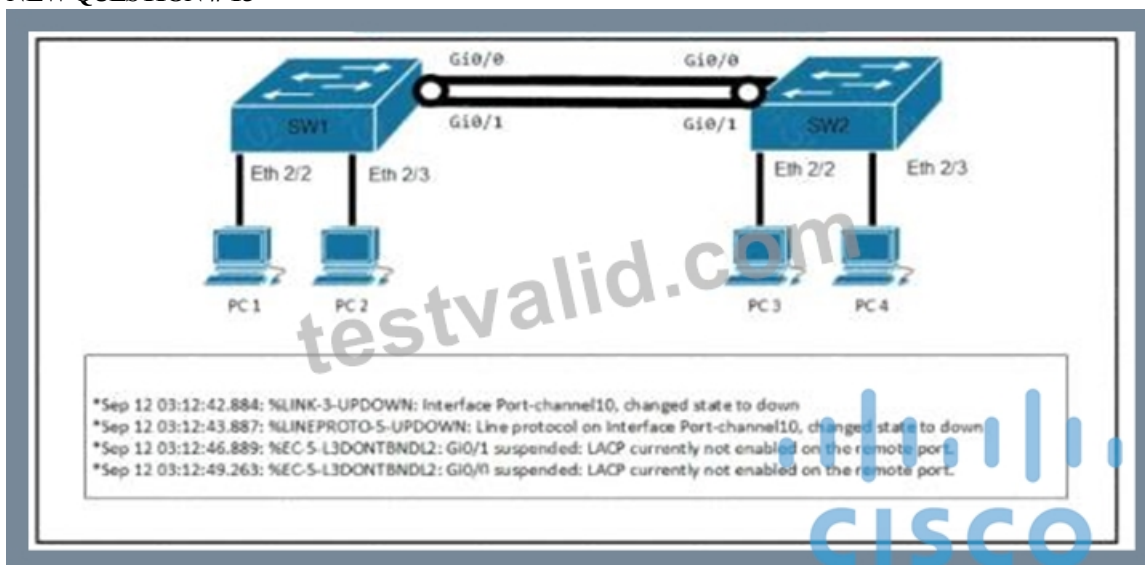 Gi0/0 Gi0/0
Gi0/1 Gi0/1
SW1 SW2
Eth 2/2 Eth 2/3 Eth 2/2 Eth 2/3
PC 1 PC 2 PC 3 PC 4
testvalid.com
*Sep 12 03:12:42.884: %LINK-3-UPDOWN: Interface Port-channel10, changed state to down
*Sep 12 03:12:43.887: %LINEPROTO-5-UPDOWN: Line protocol on Interface Port-channel10, changed state to down
*Sep 12 03:12:46.889: %EC-5-L3DONTBNDL2: Gi0/1 suspended: LACP currently not enabled on the remote port.
*Sep 12 03:12:49.263: %EC-5-L3DONTBNDL2: Gi0/0 suspended: LACP currently not enabled on the remote port.
CISCO